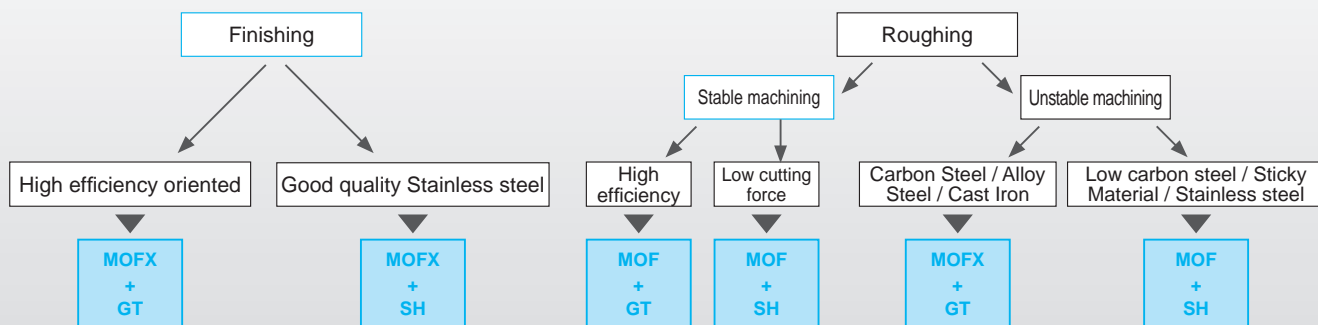 Finishing
Roughing
Stable machining
Unstable machining
High efficiency oriented
Good quality Stainless steel
High
efficiency
Low cutting
force
Carbon Steel / Alloy
Steel / Cast Iron
Low carbon steel / Sticky
Material / Stainless steel
MOFX
+
GT
MOFX
+
SH
MOF
+
GT
MOF
+
SH
MOFX
+
GT
MOF
+
SH